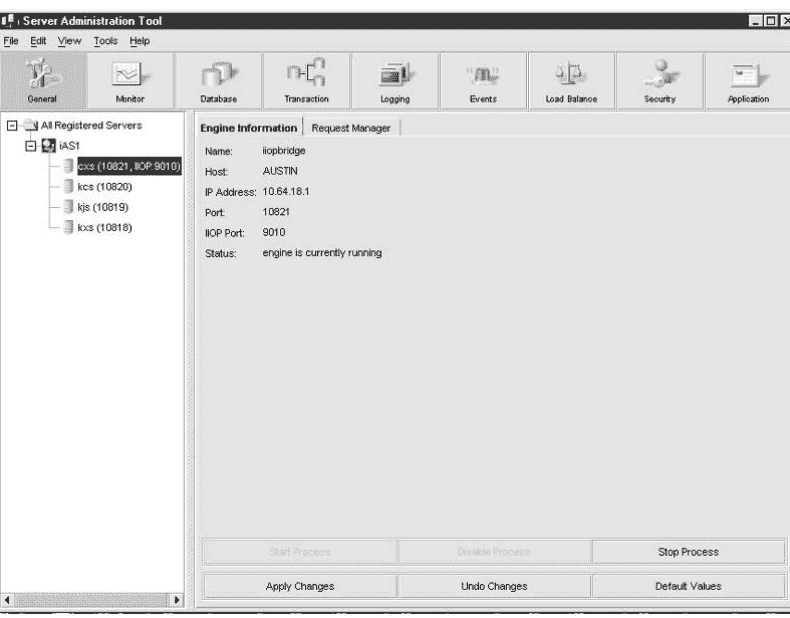 Server Administration Tool
File Edit View Tools Help
General Monitor Database Transaction Logging Events Load Balance Security Application
All Registered Servers
iAS1
cxs (10821, IIOP:9010)
kcs (10820)
kjs (10819)
kxs (10818)
Engine Information Request Manager
Name: iiopbridge
Host: AUSTIN
IP Address: 10.64.18.1
Port: 10821
IIOP Port: 9010
Status: engine is currently running
Start Process Disable Process Stop Process
Apply Changes Undo Changes Default Values